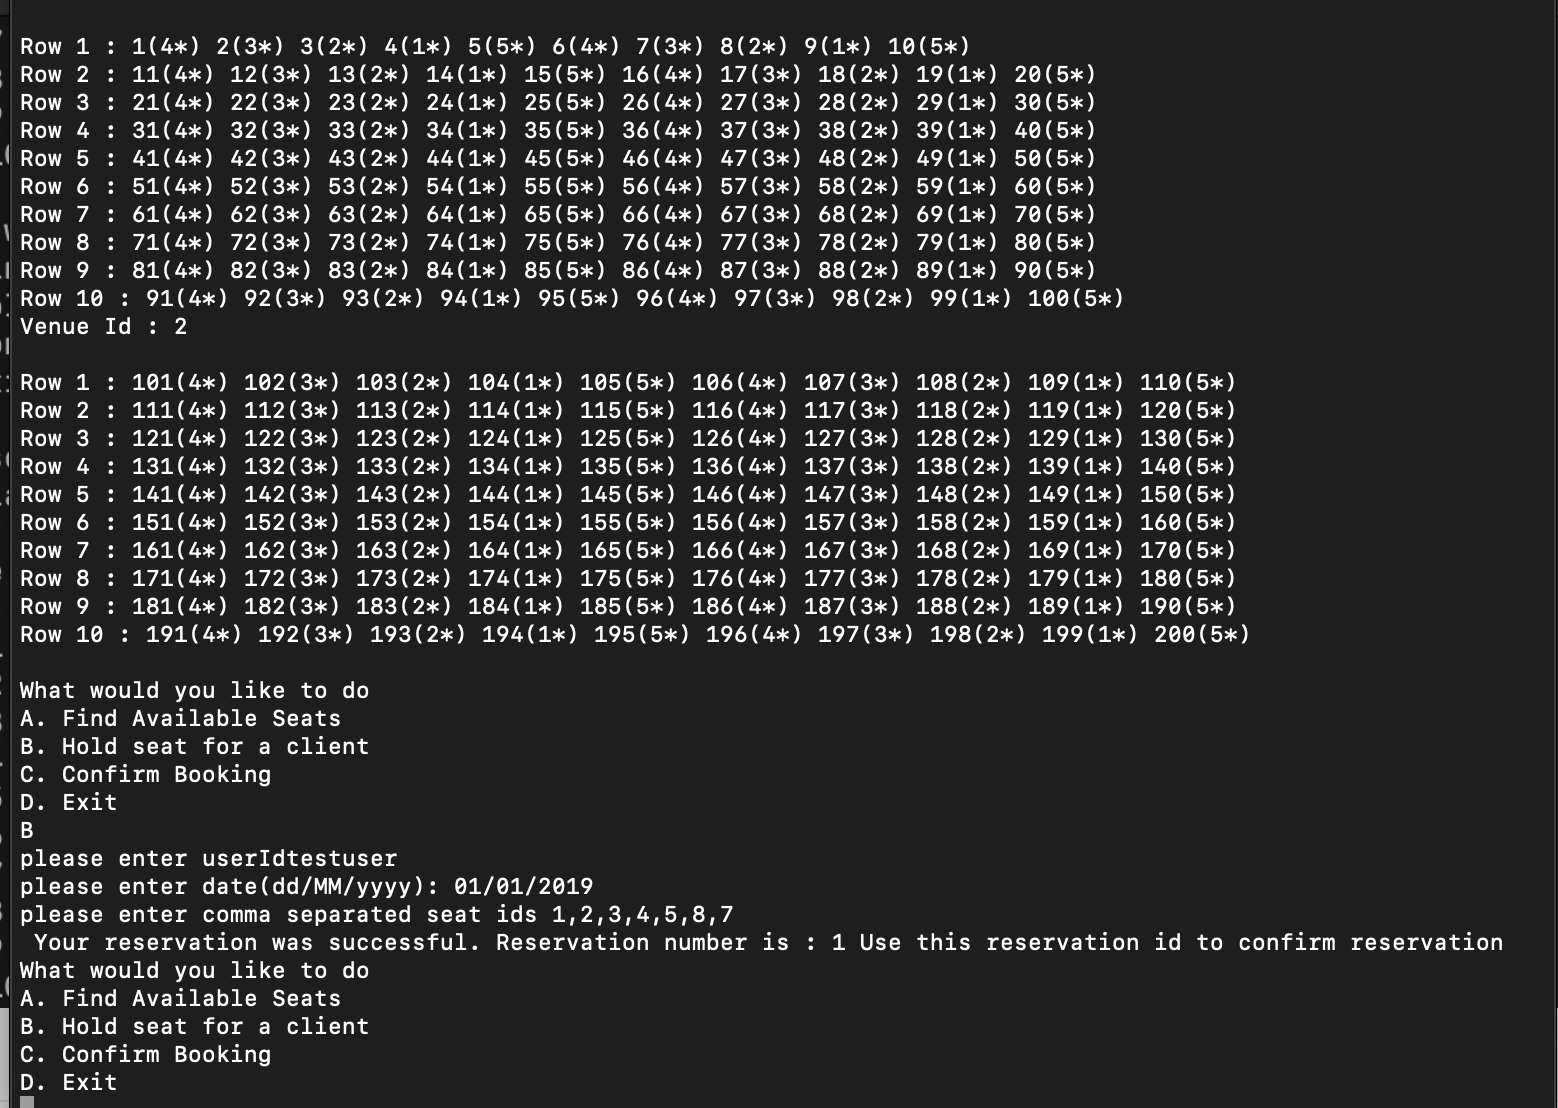 Row 1 : 1(4*) 2(3*) 3(2*) 4(1*) 5(5*) 6(4*) 7(3*) 8(2*) 9(1*) 10(5*)
Row 2 : 11(4*) 12(3*) 13(2*) 14(1*) 15(5*) 16(4*) 17(3*) 18(2*) 19(1*) 20(5*)
Row 3 : 21(4*) 22(3*) 23(2*) 24(1*) 25(5*) 26(4*) 27(3*) 28(2*) 29(1*) 30(5*)
Row 4 : 31(4*) 32(3*) 33(2*) 34(1*) 35(5*) 36(4*) 37(3*) 38(2*) 39(1*) 40(5*)
Row 5 : 41(4*) 42(3*) 43(2*) 44(1*) 45(5*) 46(4*) 47(3*) 48(2*) 49(1*) 50(5*)
Row 6 : 51(4*) 52(3*) 53(2*) 54(1*) 55(5*) 56(4*) 57(3*) 58(2*) 59(1*) 60(5*)
Row 7 : 61(4*) 62(3*) 63(2*) 64(1*) 65(5*) 66(4*) 67(3*) 68(2*) 69(1*) 70(5*)
Row 8 : 71(4*) 72(3*) 73(2*) 74(1*) 75(5*) 76(4*) 77(3*) 78(2*) 79(1*) 80(5*)
Row 9 : 81(4*) 82(3*) 83(2*) 84(1*) 85(5*) 86(4*) 87(3*) 88(2*) 89(1*) 90(5*)
Row 10 : 91(4*) 92(3*) 93(2*) 94(1*) 95(5*) 96(4*) 97(3*) 98(2*) 99(1*) 100(5*)
Venue Id : 2
Row 1 : 101(4*) 102(3*) 103(2*) 104(1*) 105(5*) 106(4*) 107(3*) 108(2*) 109(1*) 110(5*)
Row 2 : 111(4*) 112(3*) 113(2*) 114(1*) 115(5*) 116(4*) 117(3*) 118(2*) 119(1*) 120(5*)
Row 3 : 121(4*) 122(3*) 123(2*) 124(1*) 125(5*) 126(4*) 127(3*) 128(2*) 129(1*) 130(5*)
Row 4 : 131(4*) 132(3*) 133(2*) 134(1*) 135(5*) 136(4*) 137(3*) 138(2*) 139(1*) 140(5*)
Row 5 : 141(4*) 142(3*) 143(2*) 144(1*) 145(5*) 146(4*) 147(3*) 148(2*) 149(1*) 150(5*)
Row 6 : 151(4*) 152(3*) 153(2*) 154(1*) 155(5*) 156(4*) 157(3*) 158(2*) 159(1*) 160(5*)
Row 7 : 161(4*) 162(3*) 163(2*) 164(1*) 165(5*) 166(4*) 167(3*) 168(2*) 169(1*) 170(5*)
Row 8 : 171(4*) 172(3*) 173(2*) 174(1*) 175(5*) 176(4*) 177(3*) 178(2*) 179(1*) 180(5*)
Row 9 : 181(4*) 182(3*) 183(2*) 184(1*) 185(5*) 186(4*) 187(3*) 188(2*) 189(1*) 190(5*)
Row 10 : 191(4*) 192(3*) 193(2*) 194(1*) 195(5*) 196(4*) 197(3*) 198(2*) 199(1*) 200(5*)
What would you like to do
A. Find Available Seats
B. Hold seat for a client
C. Confirm Booking
D. Exit
B
please enter userIdtestuser
please enter date(dd/MM/yyyy): 01/01/2019
please enter comma separated seat ids 1,2,3,4,5,8,7
Your reservation was successful. Reservation number is : 1 Use this reservation id to confirm reservation
What would you like to do
A. Find Available Seats
B. Hold seat for a client
C. Confirm Booking
D. Exit